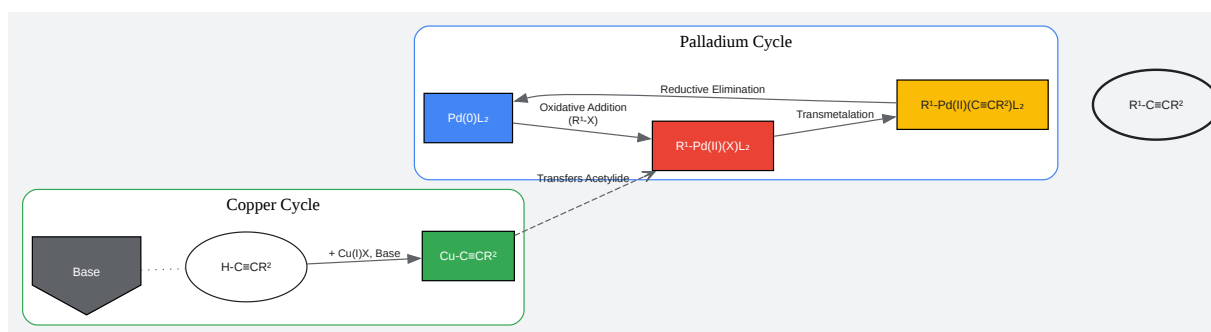 Palladium Cycle
Reductive Elimination
Pd(0)L₂
Oxidative Addition
(R¹-X)
R¹-Pd(II)(X)L₂
Transmetalation
R¹-Pd(II)(C≡CR²)L₂
R¹-C≡CR²
Transfers Acetylide
Copper Cycle
Base
H-C≡CR²
+ Cu(I)X, Base
Cu-C≡CR²